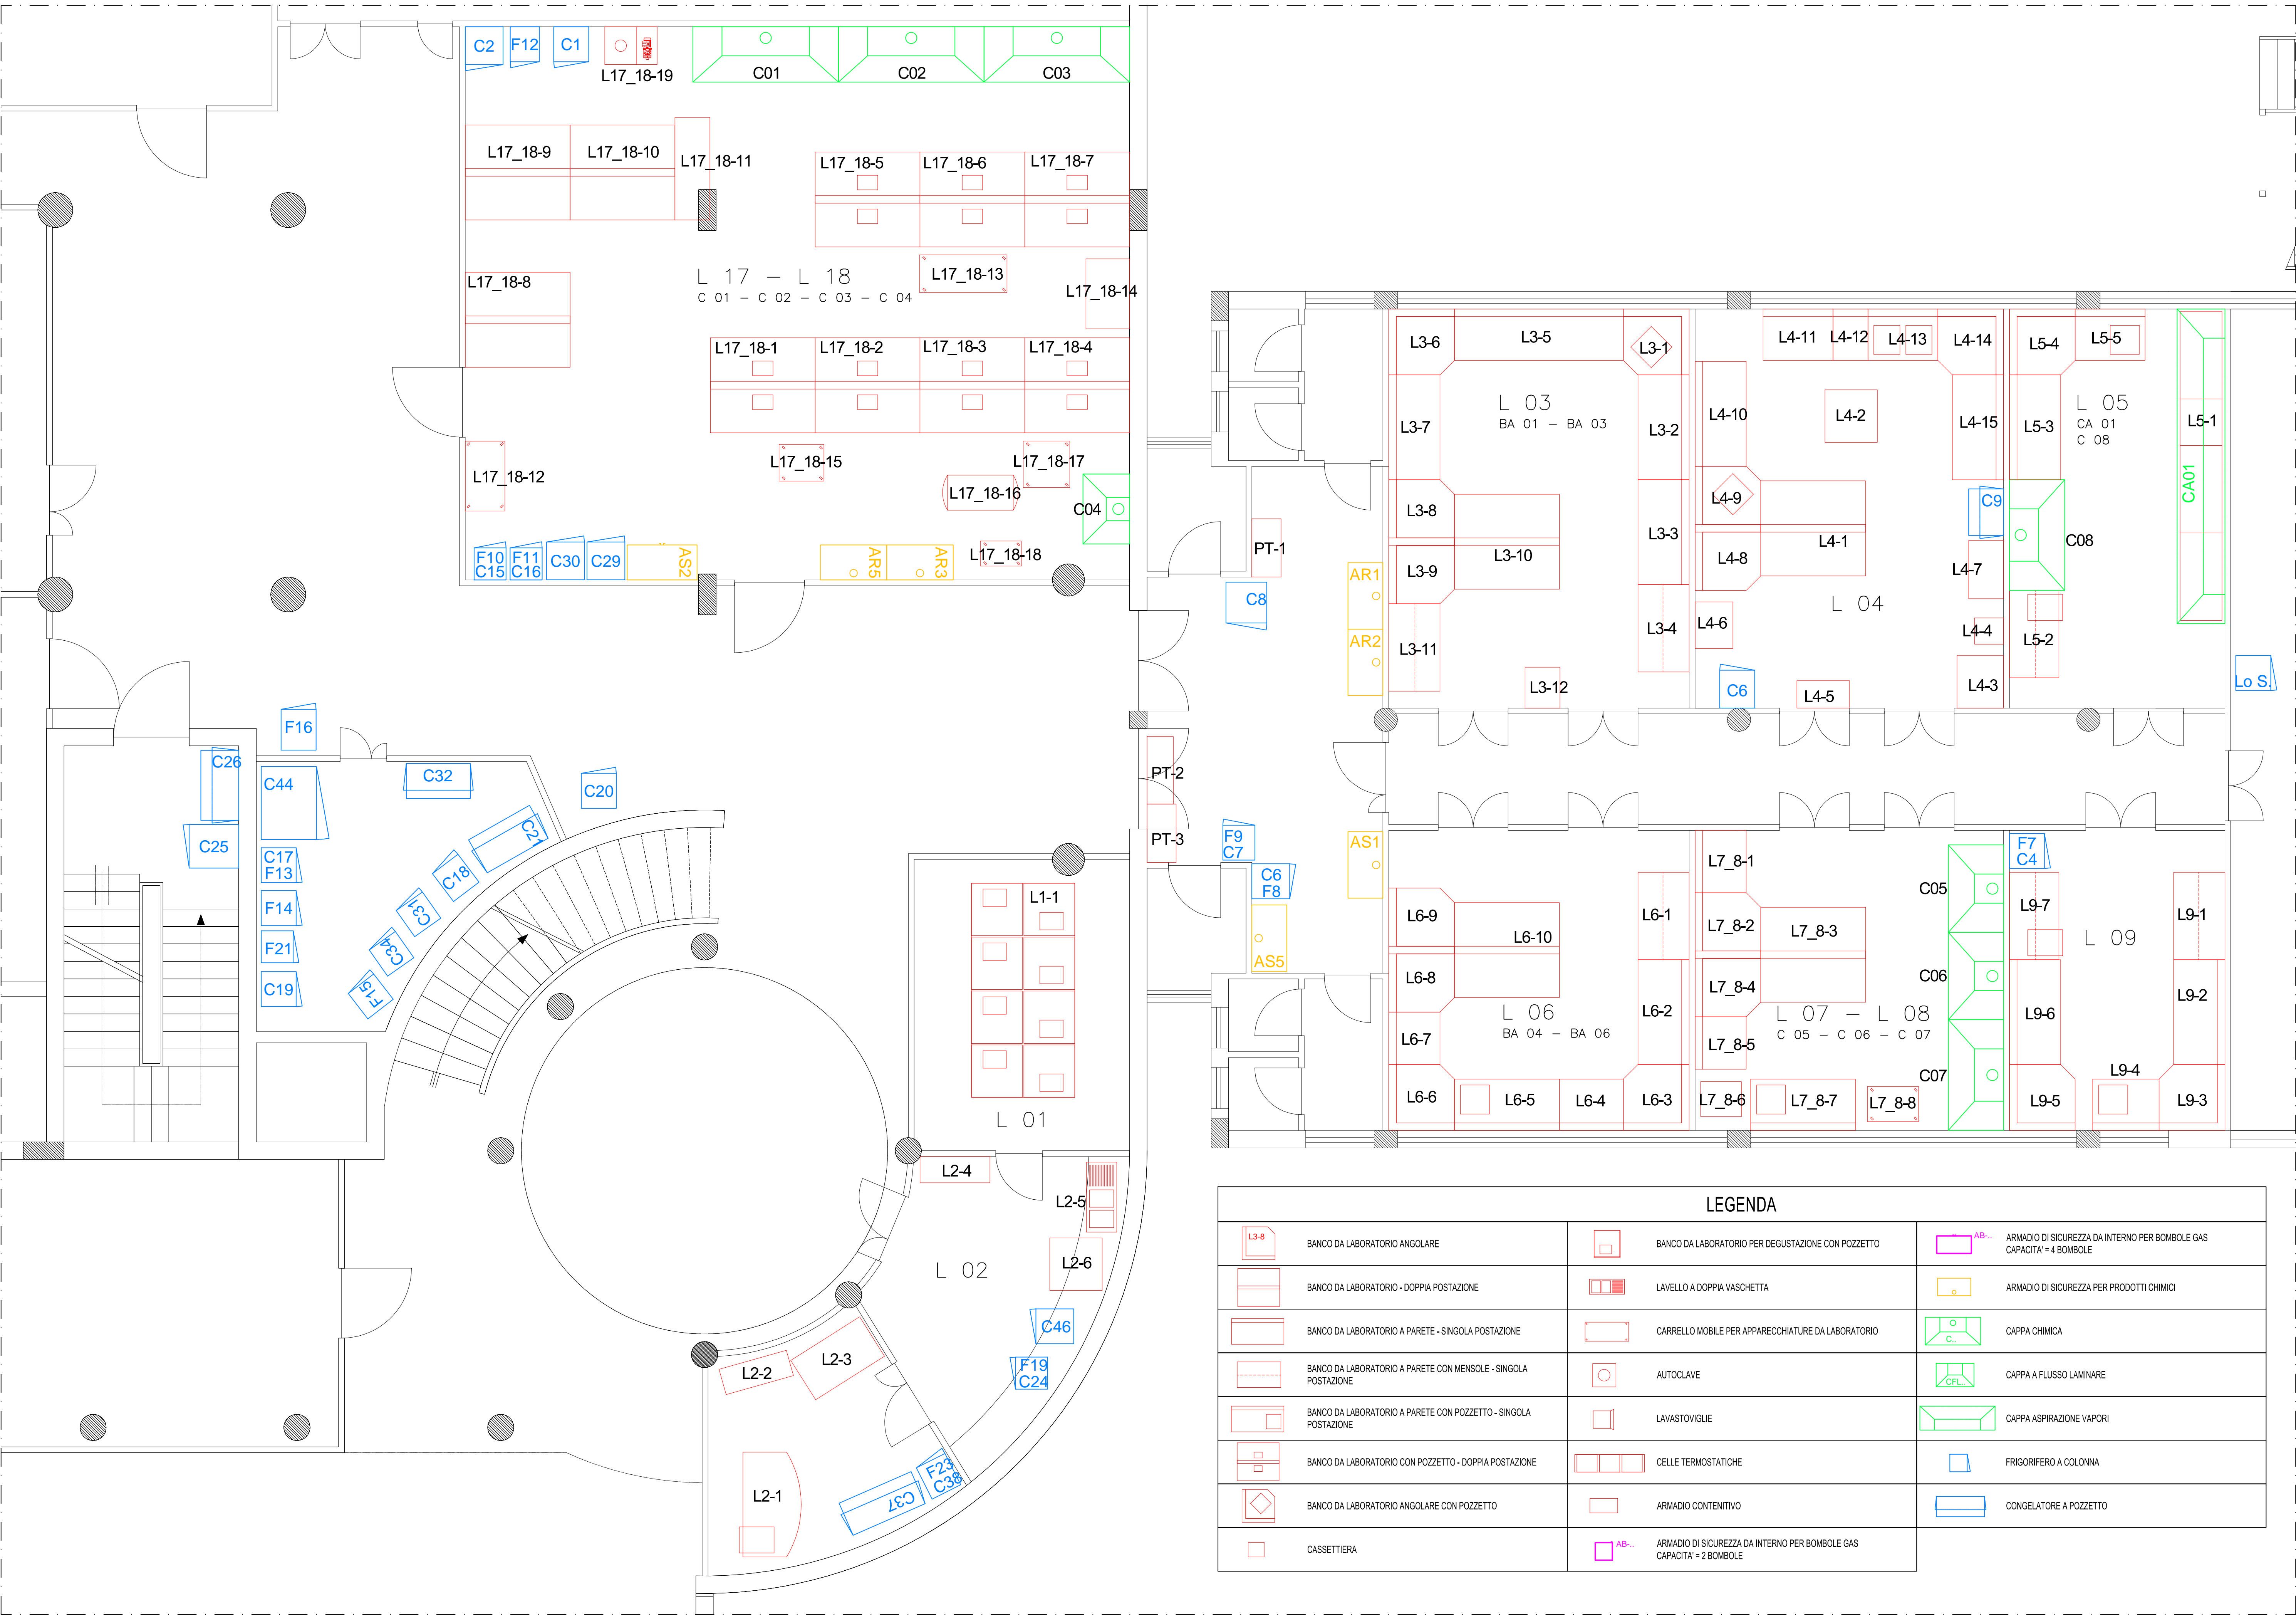 C2 F12 C1
L17_18-19
C01 C02 C03
L17_18-9 L17_18-10 L17_18-11
L17_18-5 L17_18-6 L17_18-7
L 17 - L 18
C 01 - C 02 - C 03 - C 04
L17_18-13
L17_18-8
L17_18-14
L17_18-1 L17_18-2 L17_18-3 L17_18-4
L17_18-12
L17_18-15
L17_18-17
L17_18-16
C04
F10 F11 C30 C29
C15 C16
AS2
AR5
AR3
L17_18-18
L3-6 L3-5 L3-1
L3-7
L 03
BA 01 - BA 03
L3-2
L3-8
L3-3
L3-10
L3-9
L3-11
L3-4
L3-12
L4-11 L4-12 L4-13 L4-14
L4-10
L4-2
L4-15
L4-9
C9
L4-1
L4-8
L4-7
L 04
L4-6
L4-4
C6
L4-5
L4-3
L5-4 L5-5
L 05
CA 01
C 08
L5-3
L5-1
CA01
C08
L5-2
Lo S.
PT-1
C8
AR1
AR2
F16
C26
C44
C32
C20
C25
C21
C17
F13
C18
F14
C31
F21
C34
C19
F15
PT-2
PT-3
F9
C7
C6
F8
AS1
AS5
L1-1
L 01
L6-9
L6-10
L6-1
L6-8
L 06
BA 04 - BA 06
L6-2
L6-7
L6-6 L6-5 L6-4 L6-3
L7_8-1
L7_8-2
L7_8-3
L7_8-4
L 07 - L 08
C 05 - C 06 - C 07
L7_8-5
L7_8-6 L7_8-7 L7_8-8
C05
C06
C07
F7
C4
L9-7
L9-1
L 09
L9-6
L9-2
L9-4
L9-5
L9-3
L2-4
L2-5
L 02
L2-6
C46
F19
C24
L2-3
L2-2
L2-1
F23
C38
C37
LEGENDA
L3-8
BANCO DA LABORATORIO ANGOLARE
BANCO DA LABORATORIO PER DEGUSTAZIONE CON POZZETTO
AB-..
ARMADIO DI SICUREZZA DA INTERNO PER BOMBOLE GAS
CAPACITA' = 4 BOMBOLE
BANCO DA LABORATORIO - DOPPIA POSTAZIONE
LAVELLO A DOPPIA VASCHETTA
ARMADIO DI SICUREZZA PER PRODOTTI CHIMICI
BANCO DA LABORATORIO A PARETE - SINGOLA POSTAZIONE
CARRELLO MOBILE PER APPARECCHIATURE DA LABORATORIO
C..
CAPPA CHIMICA
BANCO DA LABORATORIO A PARETE CON MENSOLE - SINGOLA
POSTAZIONE
AUTOCLAVE
CFL..
CAPPA A FLUSSO LAMINARE
BANCO DA LABORATORIO A PARETE CON POZZETTO - SINGOLA
POSTAZIONE
LAVASTOVIGLIE
CAPPA ASPIRAZIONE VAPORI
BANCO DA LABORATORIO CON POZZETTO - DOPPIA POSTAZIONE
CELLE TERMOSTATICHE
FRIGORIFERO A COLONNA
BANCO DA LABORATORIO ANGOLARE CON POZZETTO
ARMADIO CONTENITIVO
CONGELATORE A POZZETTO
CASSETTIERA
AB-..
ARMADIO DI SICUREZZA DA INTERNO PER BOMBOLE GAS
CAPACITA' = 2 BOMBOLE